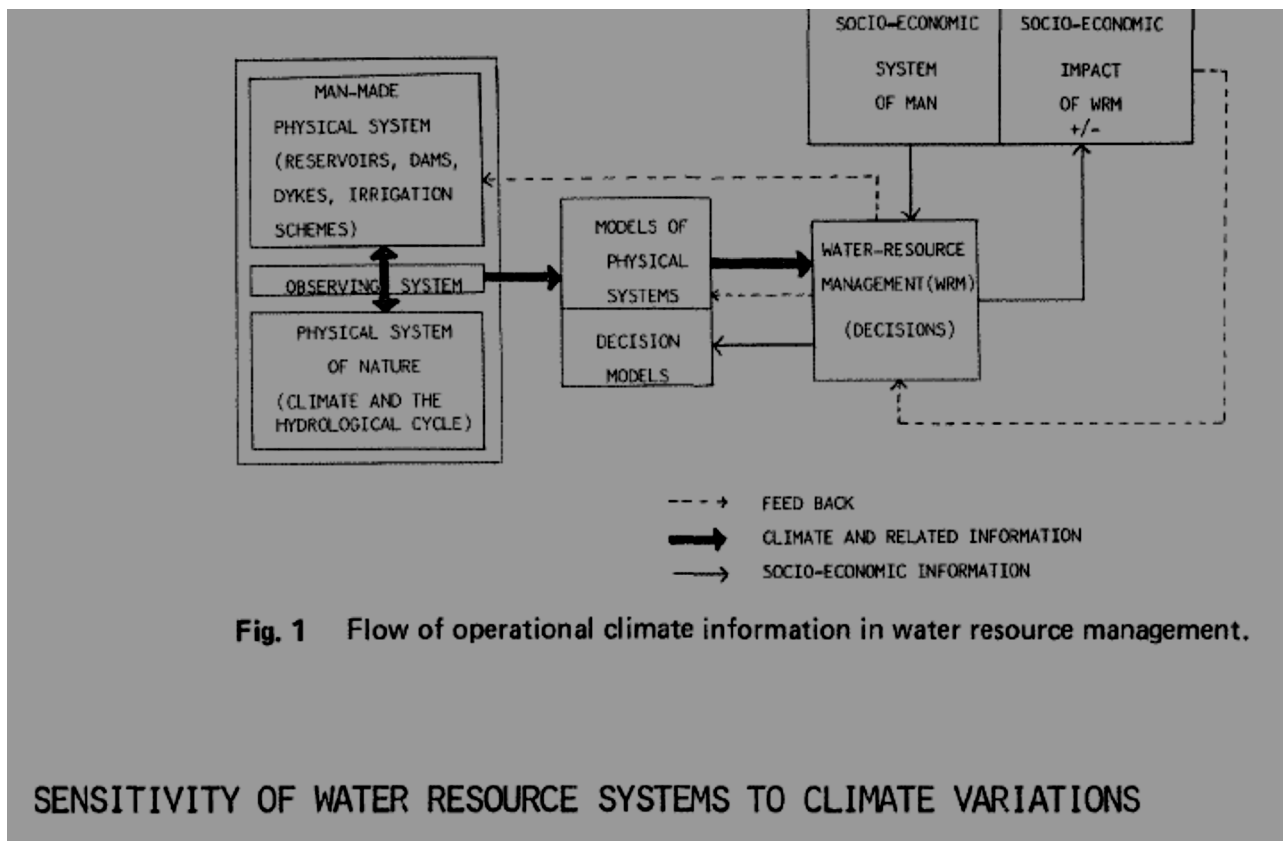 SOCIO-ECONOMIC
SYSTEM
OF MAN
SOCIO-ECONOMIC
IMPACT
OF WRM
+/-
MAN-MADE
PHYSICAL SYSTEM
(RESERVOIRS, DAMS,
DYKES, IRRIGATION
SCHEMES)
OBSERVING SYSTEM
PHYSICAL SYSTEM
OF NATURE
(CLIMATE AND THE
HYDROLOGICAL CYCLE)
MODELS OF
PHYSICAL
SYSTEMS
DECISION
MODELS
WATER-RESOURCE
MANAGEMENT(WRM)
(DECISIONS)
FEED BACK
CLIMATE AND RELATED INFORMATION
SOCIO-ECONOMIC INFORMATION
Fig. 1 Flow of operational climate information in water resource management.
SENSITIVITY OF WATER RESOURCE SYSTEMS TO CLIMATE VARIATIONS